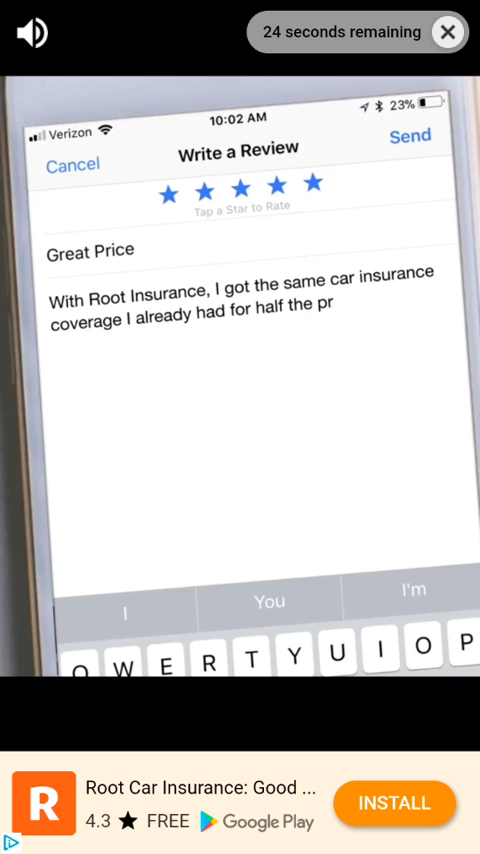 24 seconds remaining
Verizon
10:02 AM
23%
Cancel
Write a Review
Send
Tap a Star to Rate
Great Price
With Root Insurance, I got the same car insurance
coverage I already had for half the pr
I
You
I'm
Q W E R T Y U I O P
R
Root Car Insurance: Good ...
4.3 ★ FREE Google Play
INSTALL